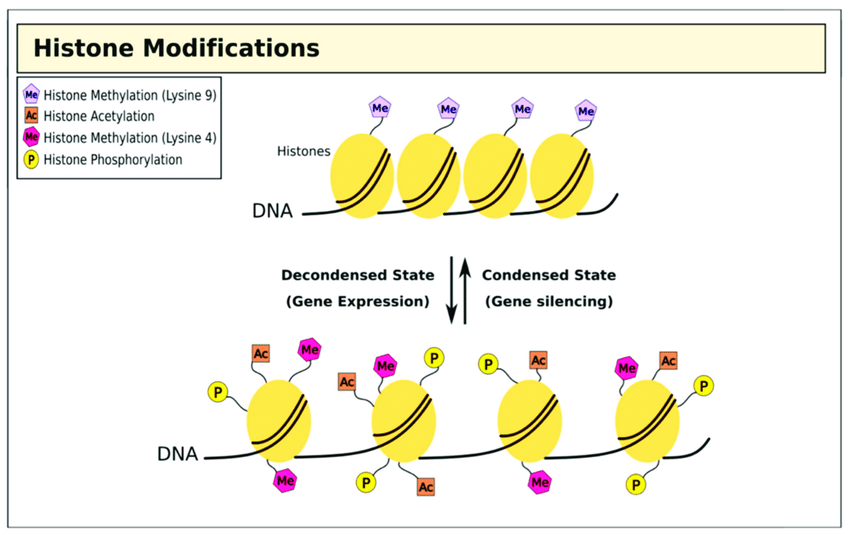 Histone Modifications
Me Histone Methylation (Lysine 9)
Ac Histone Acetylation
Me Histone Methylation (Lysine 4)
P Histone Phosphorylation
Me Me Me Me
Histones
DNA
Decondensed State
(Gene Expression)
Condensed State
(Gene silencing)
Ac Me P Ac Me P P Ac Me Ac P
P
DNA
Me P Ac Me P